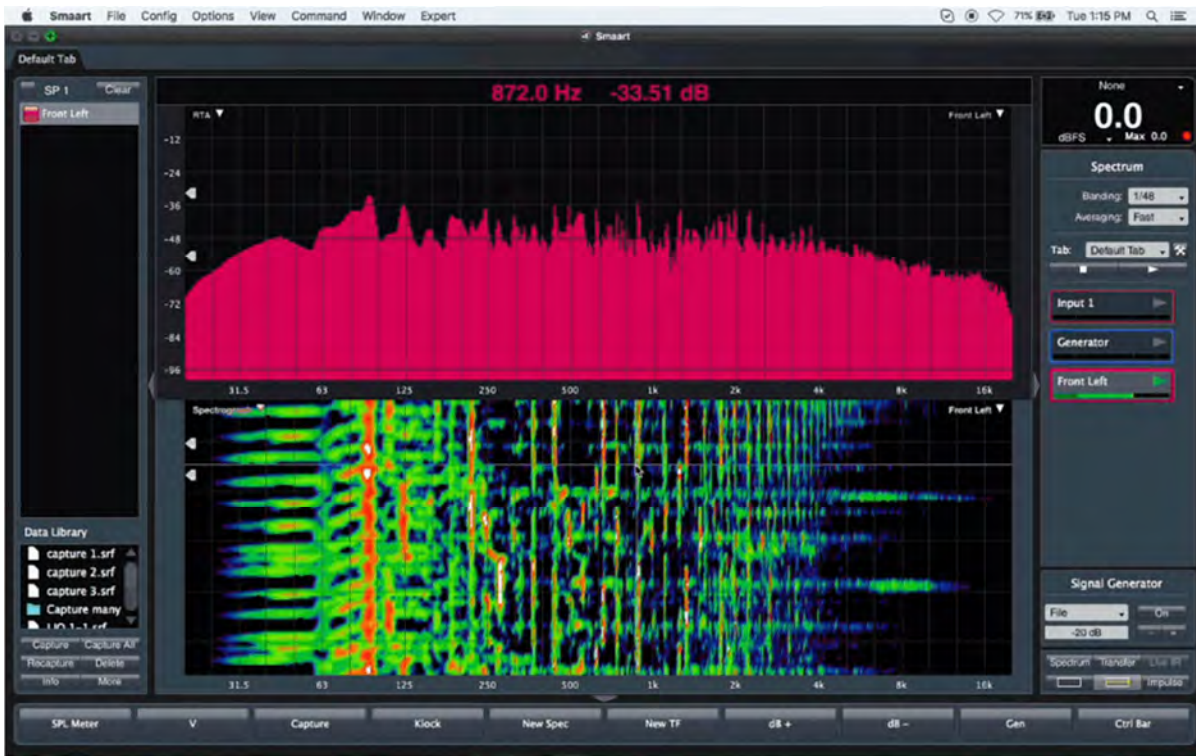 Smaart File Config Options View Command Window Expert
71% Tue 1:15 PM
Smaart
Default Tab
SP 1 Clear
Front Left
872.0 Hz -33.51 dB
RTA Front Left
-12
-24
-36
-48
-60
-72
-84
-96
31.5 63 125 250 500 1k 2k 4k 8k 16k
Spectrograph Front Left
31.5 63 125 250 500 1k 2k 4k 8k 16k
Data Library
capture 1.srf
capture 2.srf
capture 3.srf
Capture many
Capture Capture All
Recapture Delete
Info More
None
0.0
dBFS Max 0.0
Spectrum
Banding: 1/48
Averaging: Fast
Tab: Default Tab
Input 1
Generator
Front Left
Signal Generator
File On
-20 dB - +
Spectrum Transfer Live IR
Impulse
SPL Meter V Capture Klock New Spec New TF dB + dB - Gen Ctrl Bar